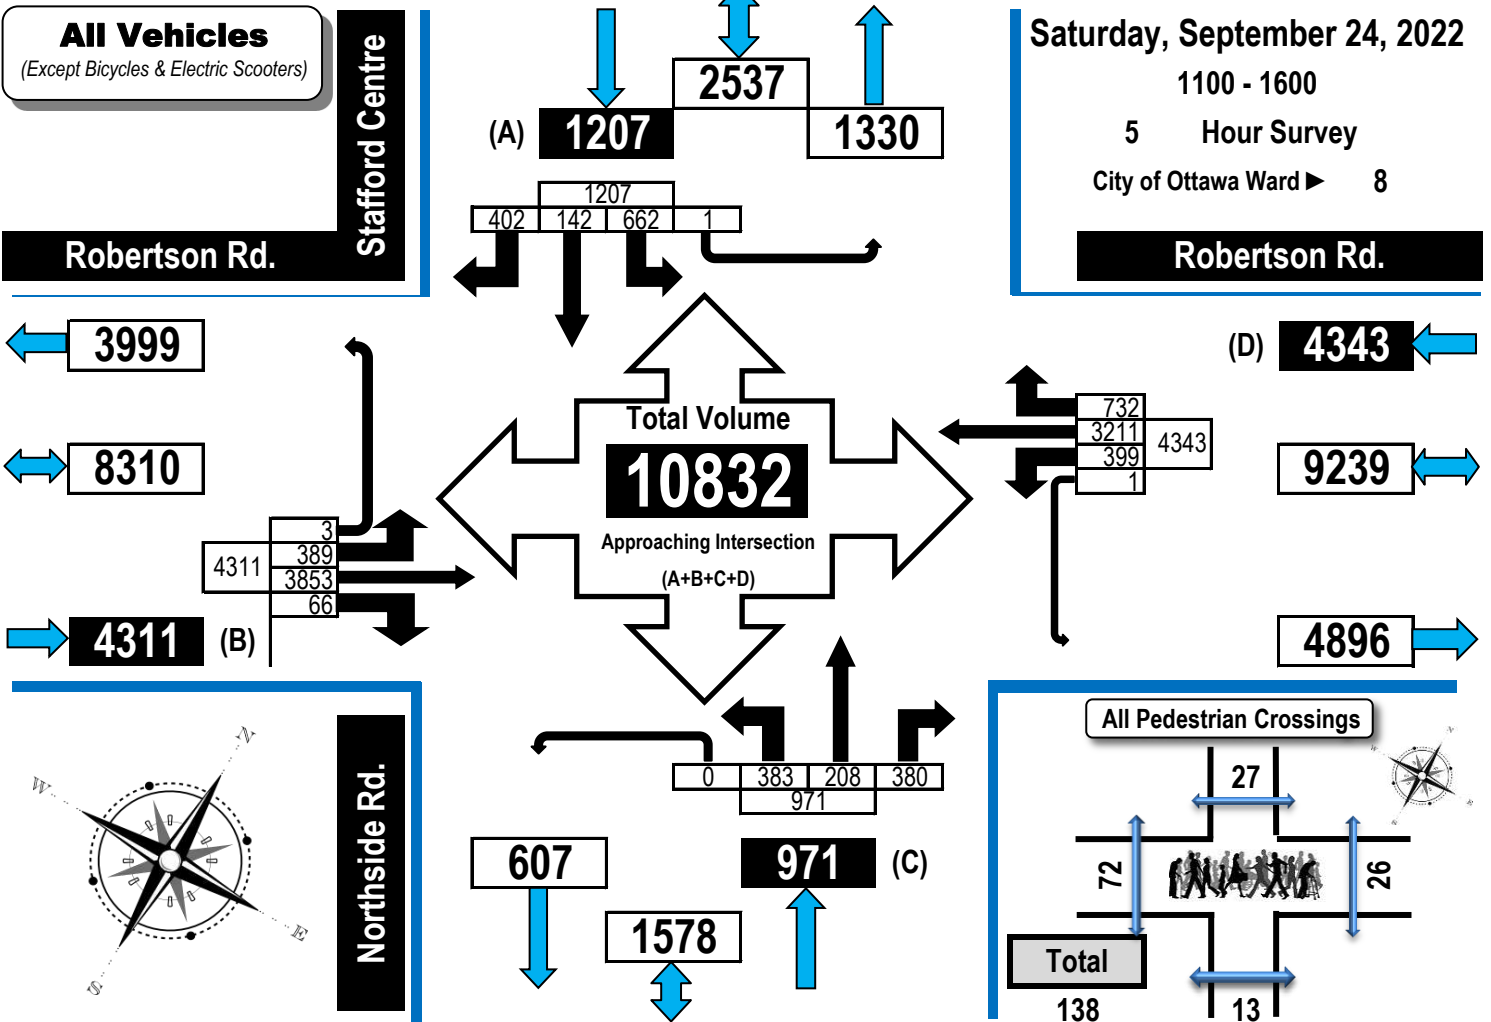 All Vehicles
(Except Bicycles & Electric Scooters)
Stafford Centre
Robertson Rd.
2537
(A) 1207
1330
1207
402 142 662 1
Saturday, September 24, 2022
1100 - 1600
5 Hour Survey
City of Ottawa Ward ► 8
Robertson Rd.
3999
8310
3
389
3853
66
4311
4311 (B)
Total Volume
10832
Approaching Intersection
(A+B+C+D)
(D) 4343
732
3211
399
1
4343
9239
4896
N
W
E
S
Northside Rd.
0 383 208 380
971
607
971 (C)
1578
All Pedestrian Crossings
27
72
26
13
Total
138
N
W
E
S